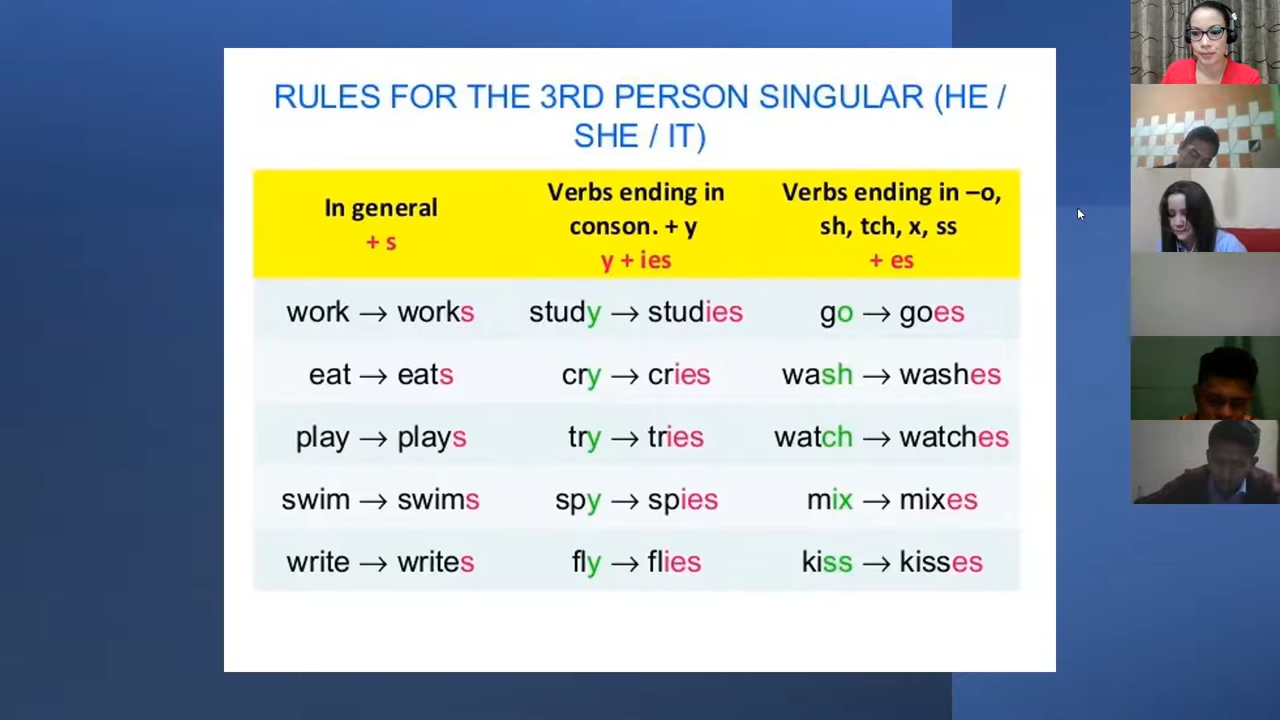 RULES FOR THE 3RD PERSON SINGULAR (HE /
SHE / IT)
In general
+ s
Verbs ending in
conson. + y
y + ies
Verbs ending in –o,
sh, tch, x, ss
+ es
work → works
study → studies
go → goes
eat → eats
cry → cries
wash → washes
play → plays
try → tries
watch → watches
swim → swims
spy → spies
mix → mixes
write → writes
fly → flies
kiss → kisses